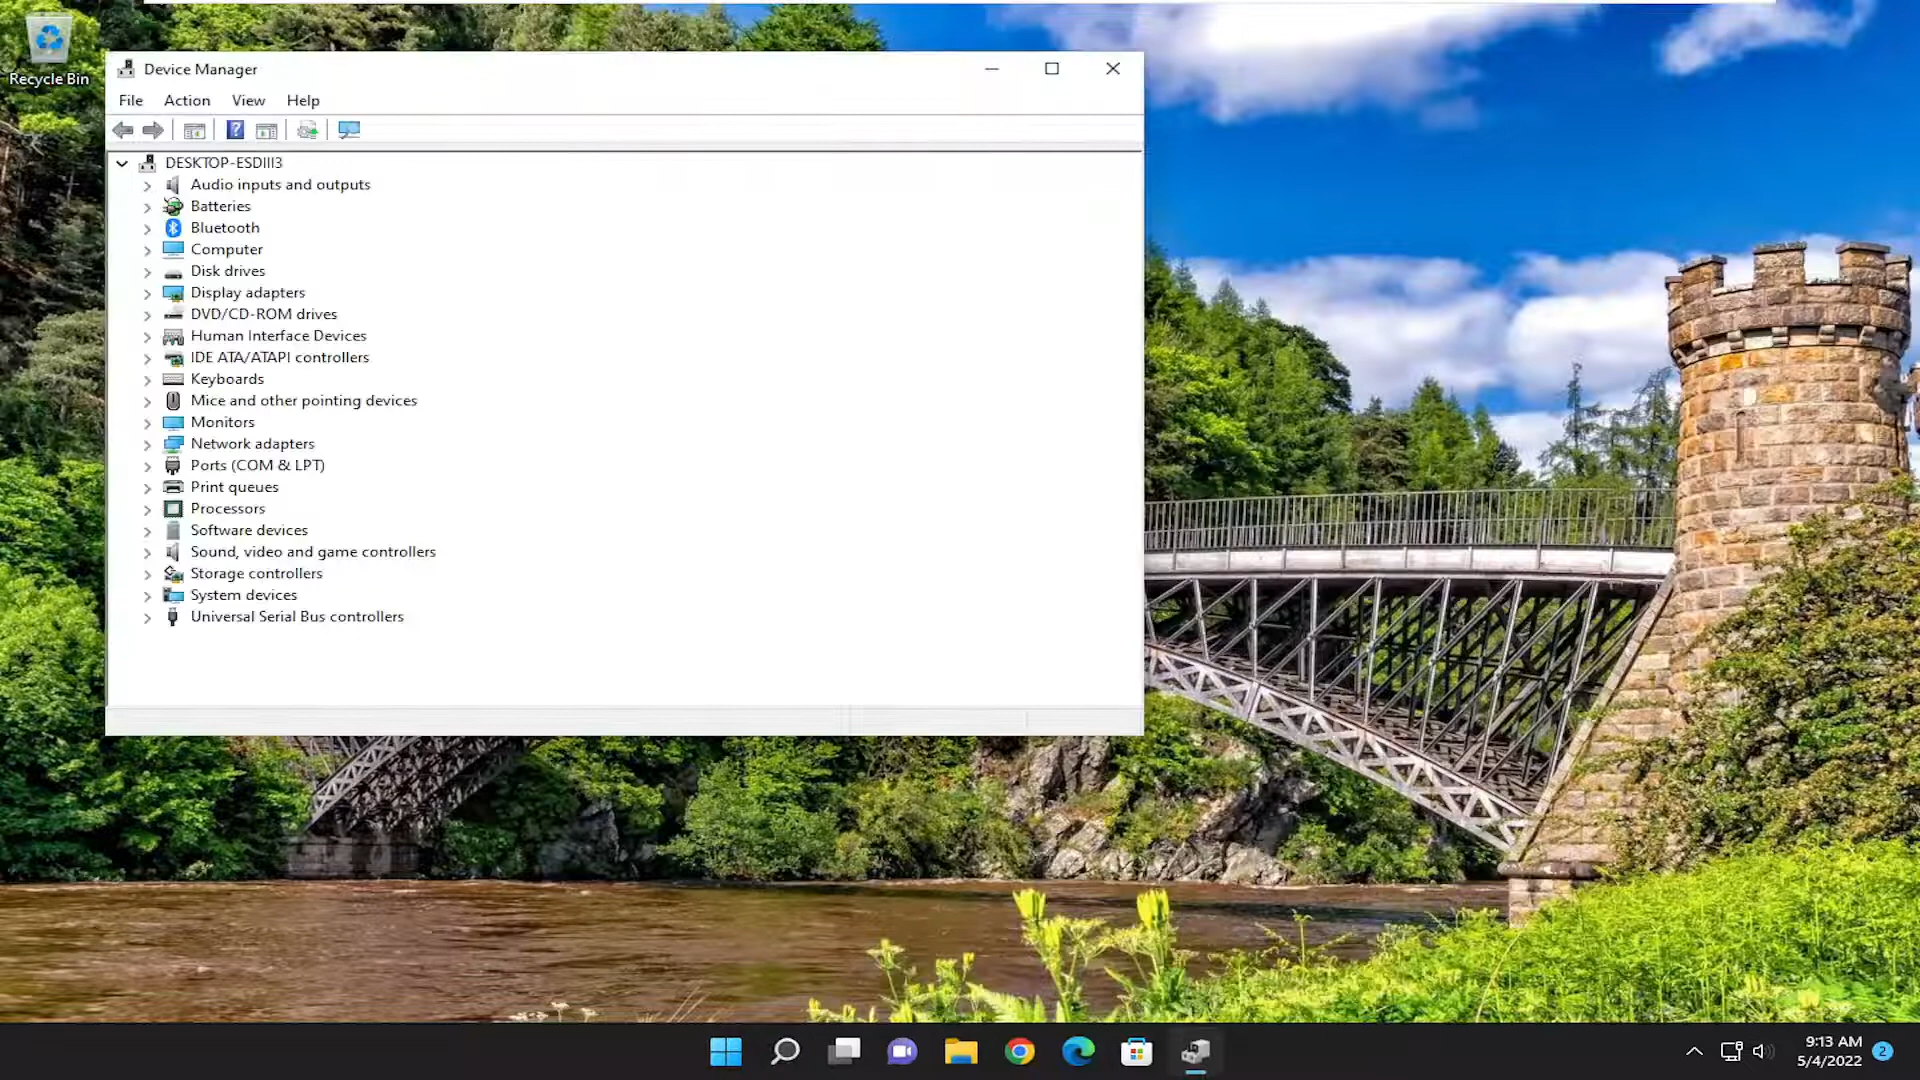 Recycle Bin
Device Manager
File Action View Help
?
DESKTOP-ESDIII3
Audio inputs and outputs
Batteries
Bluetooth
Computer
Disk drives
Display adapters
DVD/CD-ROM drives
Human Interface Devices
IDE ATA/ATAPI controllers
Keyboards
Mice and other pointing devices
Monitors
Network adapters
Ports (COM & LPT)
Print queues
Processors
Software devices
Sound, video and game controllers
Storage controllers
System devices
Universal Serial Bus controllers
9:13 AM
5/4/2022
2